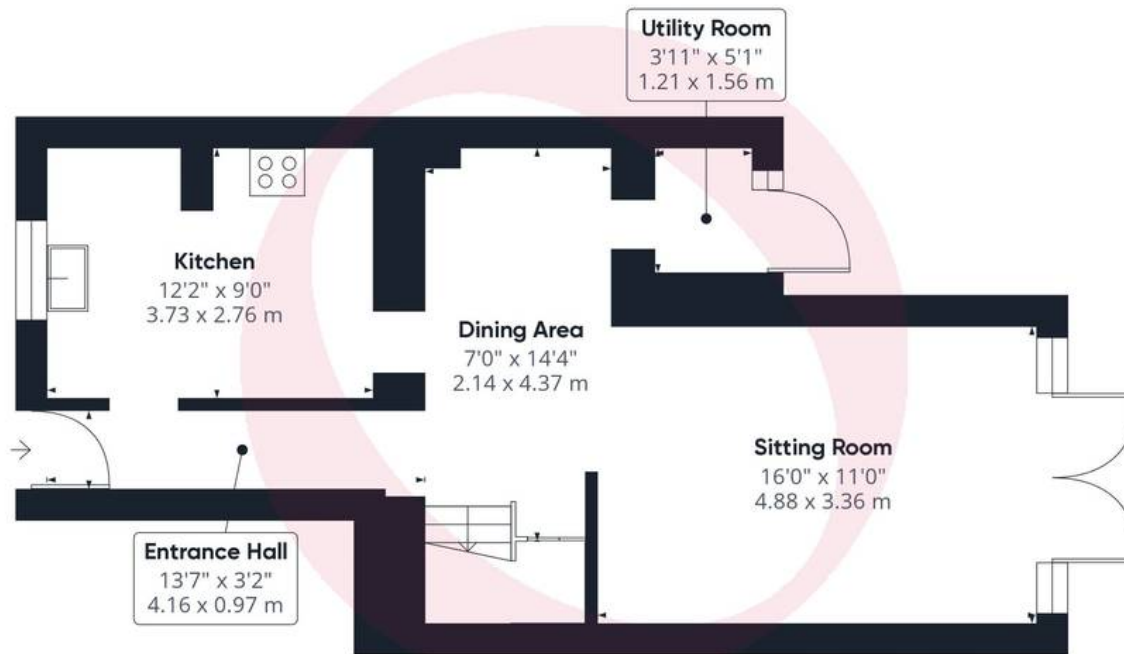 Utility Room
3'11" x 5'1"
1.21 x 1.56 m
Kitchen
12'2" x 9'0"
3.73 x 2.76 m
Dining Area
7'0" x 14'4"
2.14 x 4.37 m
Sitting Room
16'0" x 11'0"
4.88 x 3.36 m
Entrance Hall
13'7" x 3'2"
4.16 x 0.97 m